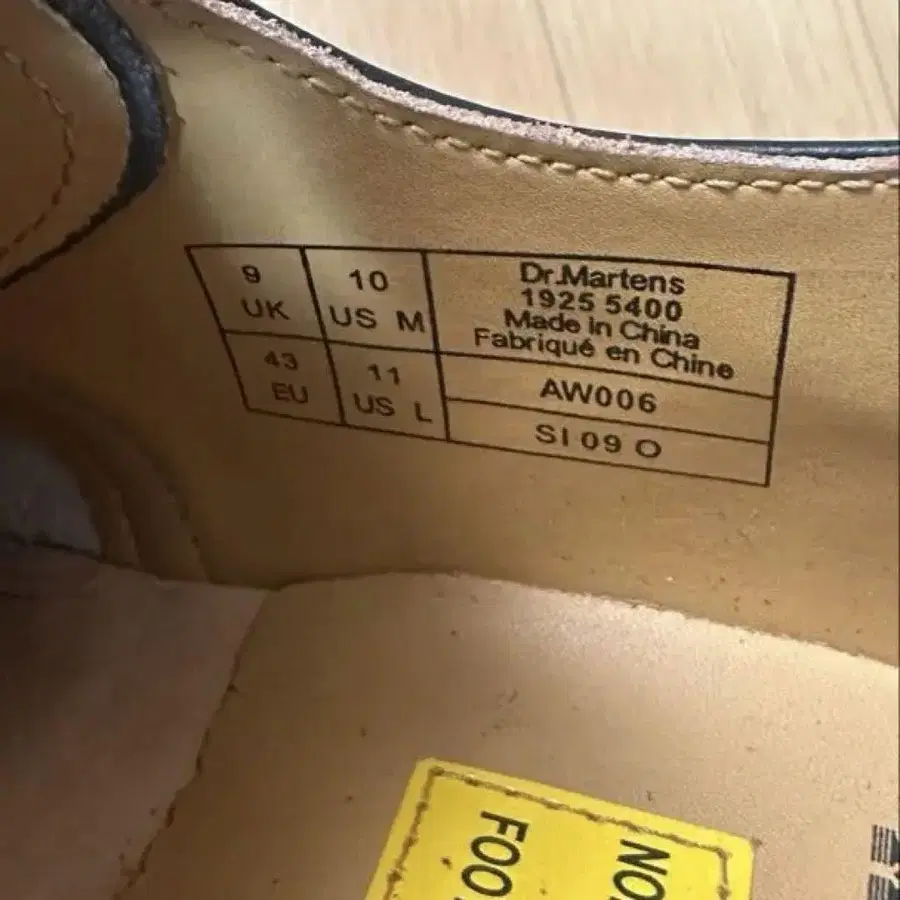 9
UK
10
US M
43
EU
11
US L
Dr.Martens
1925 5400
Made in China
Fabriqué en Chine
AW006
SI 09 O